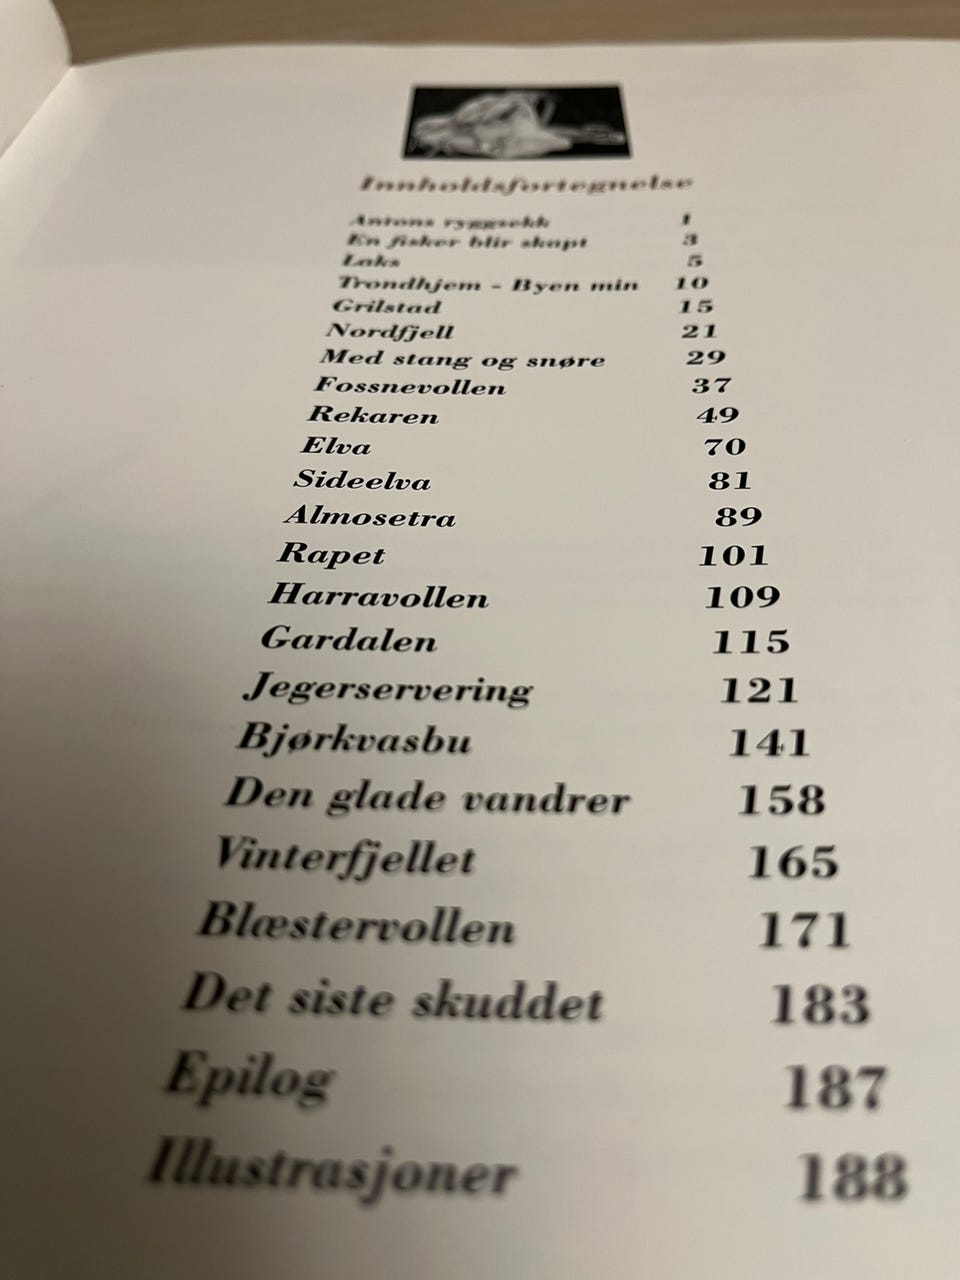 Innholdsfortegnelse
Antons ryggsekk 1
En fisker blir skapt 3
Laks 5
Trondhjem - Byen min 10
Grilstad 15
Nordfjell 21
Med stang og snøre 29
Fossnevollen 37
Rekaren 49
Elva 70
Sideelva 81
Almosetra 89
Rapet 101
Harravollen 109
Gardalen 115
Jegerservering 121
Bjørkvasbu 141
Den glade vandrer 158
Vinterfjellet 165
Blæstervollen 171
Det siste skuddet 183
Epilog 187
Illustrasjoner 188